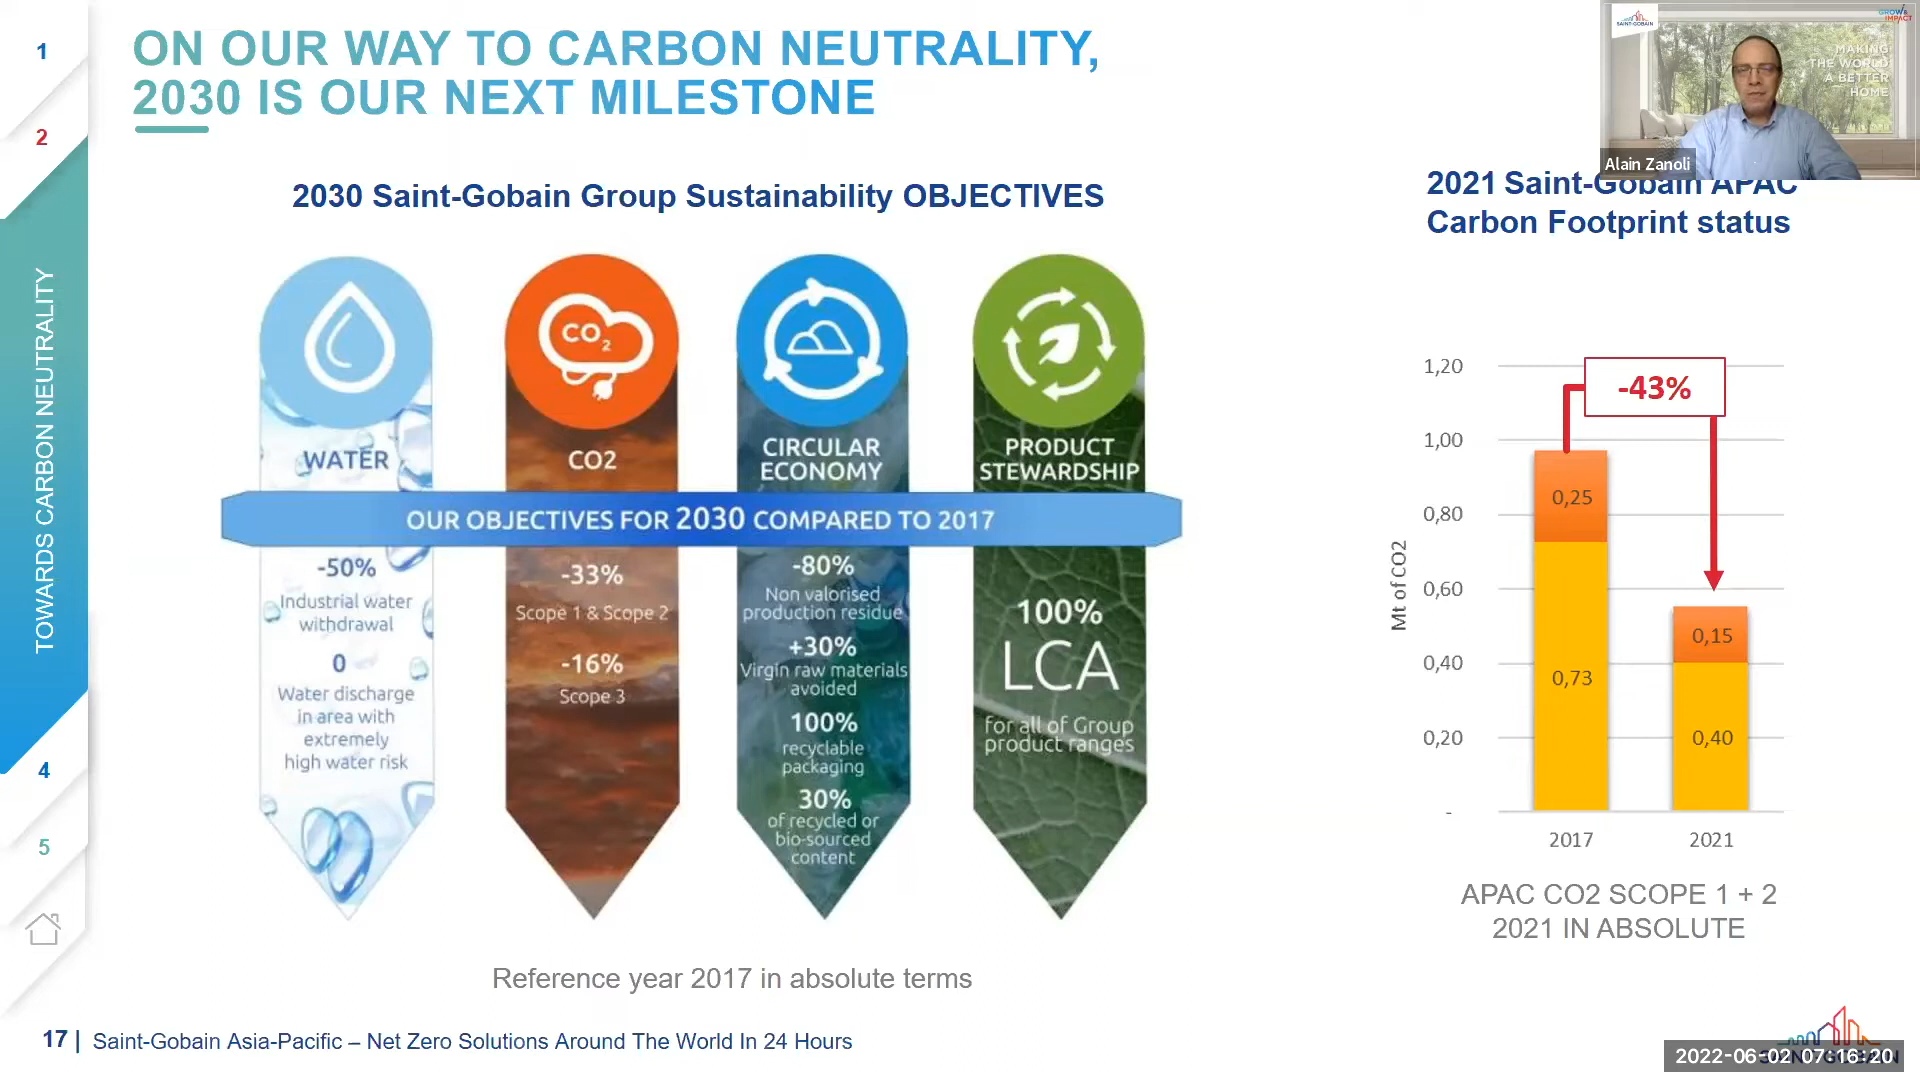 1
2
TOWARDS CARBON NEUTRALITY
4
5
ON OUR WAY TO CARBON NEUTRALITY,
2030 IS OUR NEXT MILESTONE
2030 Saint-Gobain Group Sustainability OBJECTIVES
WATER
CO2
CO2
CIRCULAR
ECONOMY
PRODUCT
STEWARDSHIP
OUR OBJECTIVES FOR 2030 COMPARED TO 2017
-50%
Industrial water
withdrawal
0
Water discharge
in area with
extremely
high water risk
-33%
Scope 1 & Scope 2
-16%
Scope 3
-80%
Non valorised
production residue
+30%
Virgin raw materials
avoided
100%
recyclable
packaging
30%
of recycled or
bio-sourced
content
100%
LCA
for all of Group
product ranges
Reference year 2017 in absolute terms
SAINT-GOBAIN
GROW &
IMPACT
MAKING
THE WORLD
A BETTER
HOME
Alain Zanoli
2021 Saint-Gobain APAC
Carbon Footprint status
Mt of CO2
1,20
1,00
0,80
0,60
0,40
0,20
-
-43%
0,25
0,73
0,15
0,40
2017
2021
APAC CO2 SCOPE 1 + 2
2021 IN ABSOLUTE
17 | Saint-Gobain Asia-Pacific – Net Zero Solutions Around The World In 24 Hours
2022-06-02 07:16:20